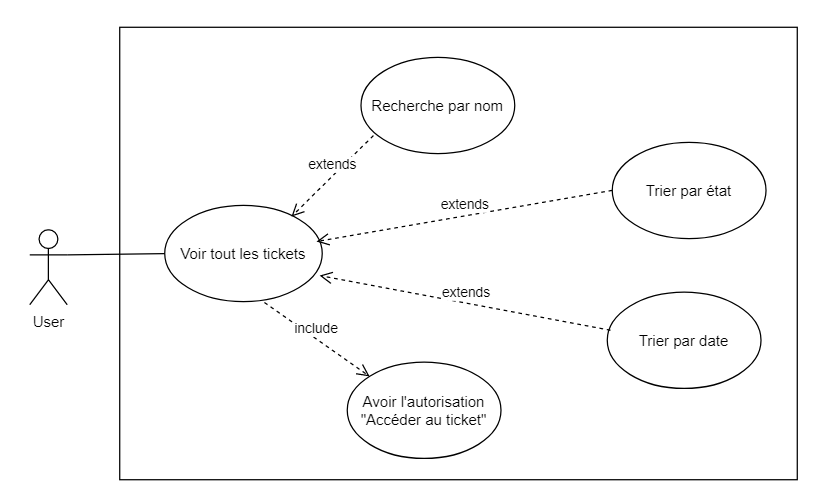 Recherche par nom
extends
Trier par état
extends
Voir tout les tickets
extends
User
include
Trier par date
Avoir l'autorisation
"Accéder au ticket"